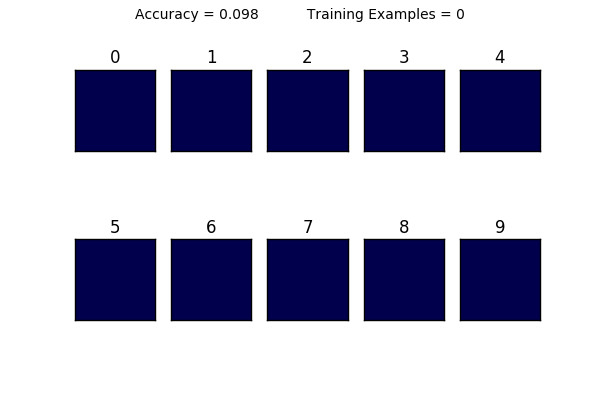 Accuracy = 0.098 Training Examples = 0
0 1 2 3 4
5 6 7 8 9